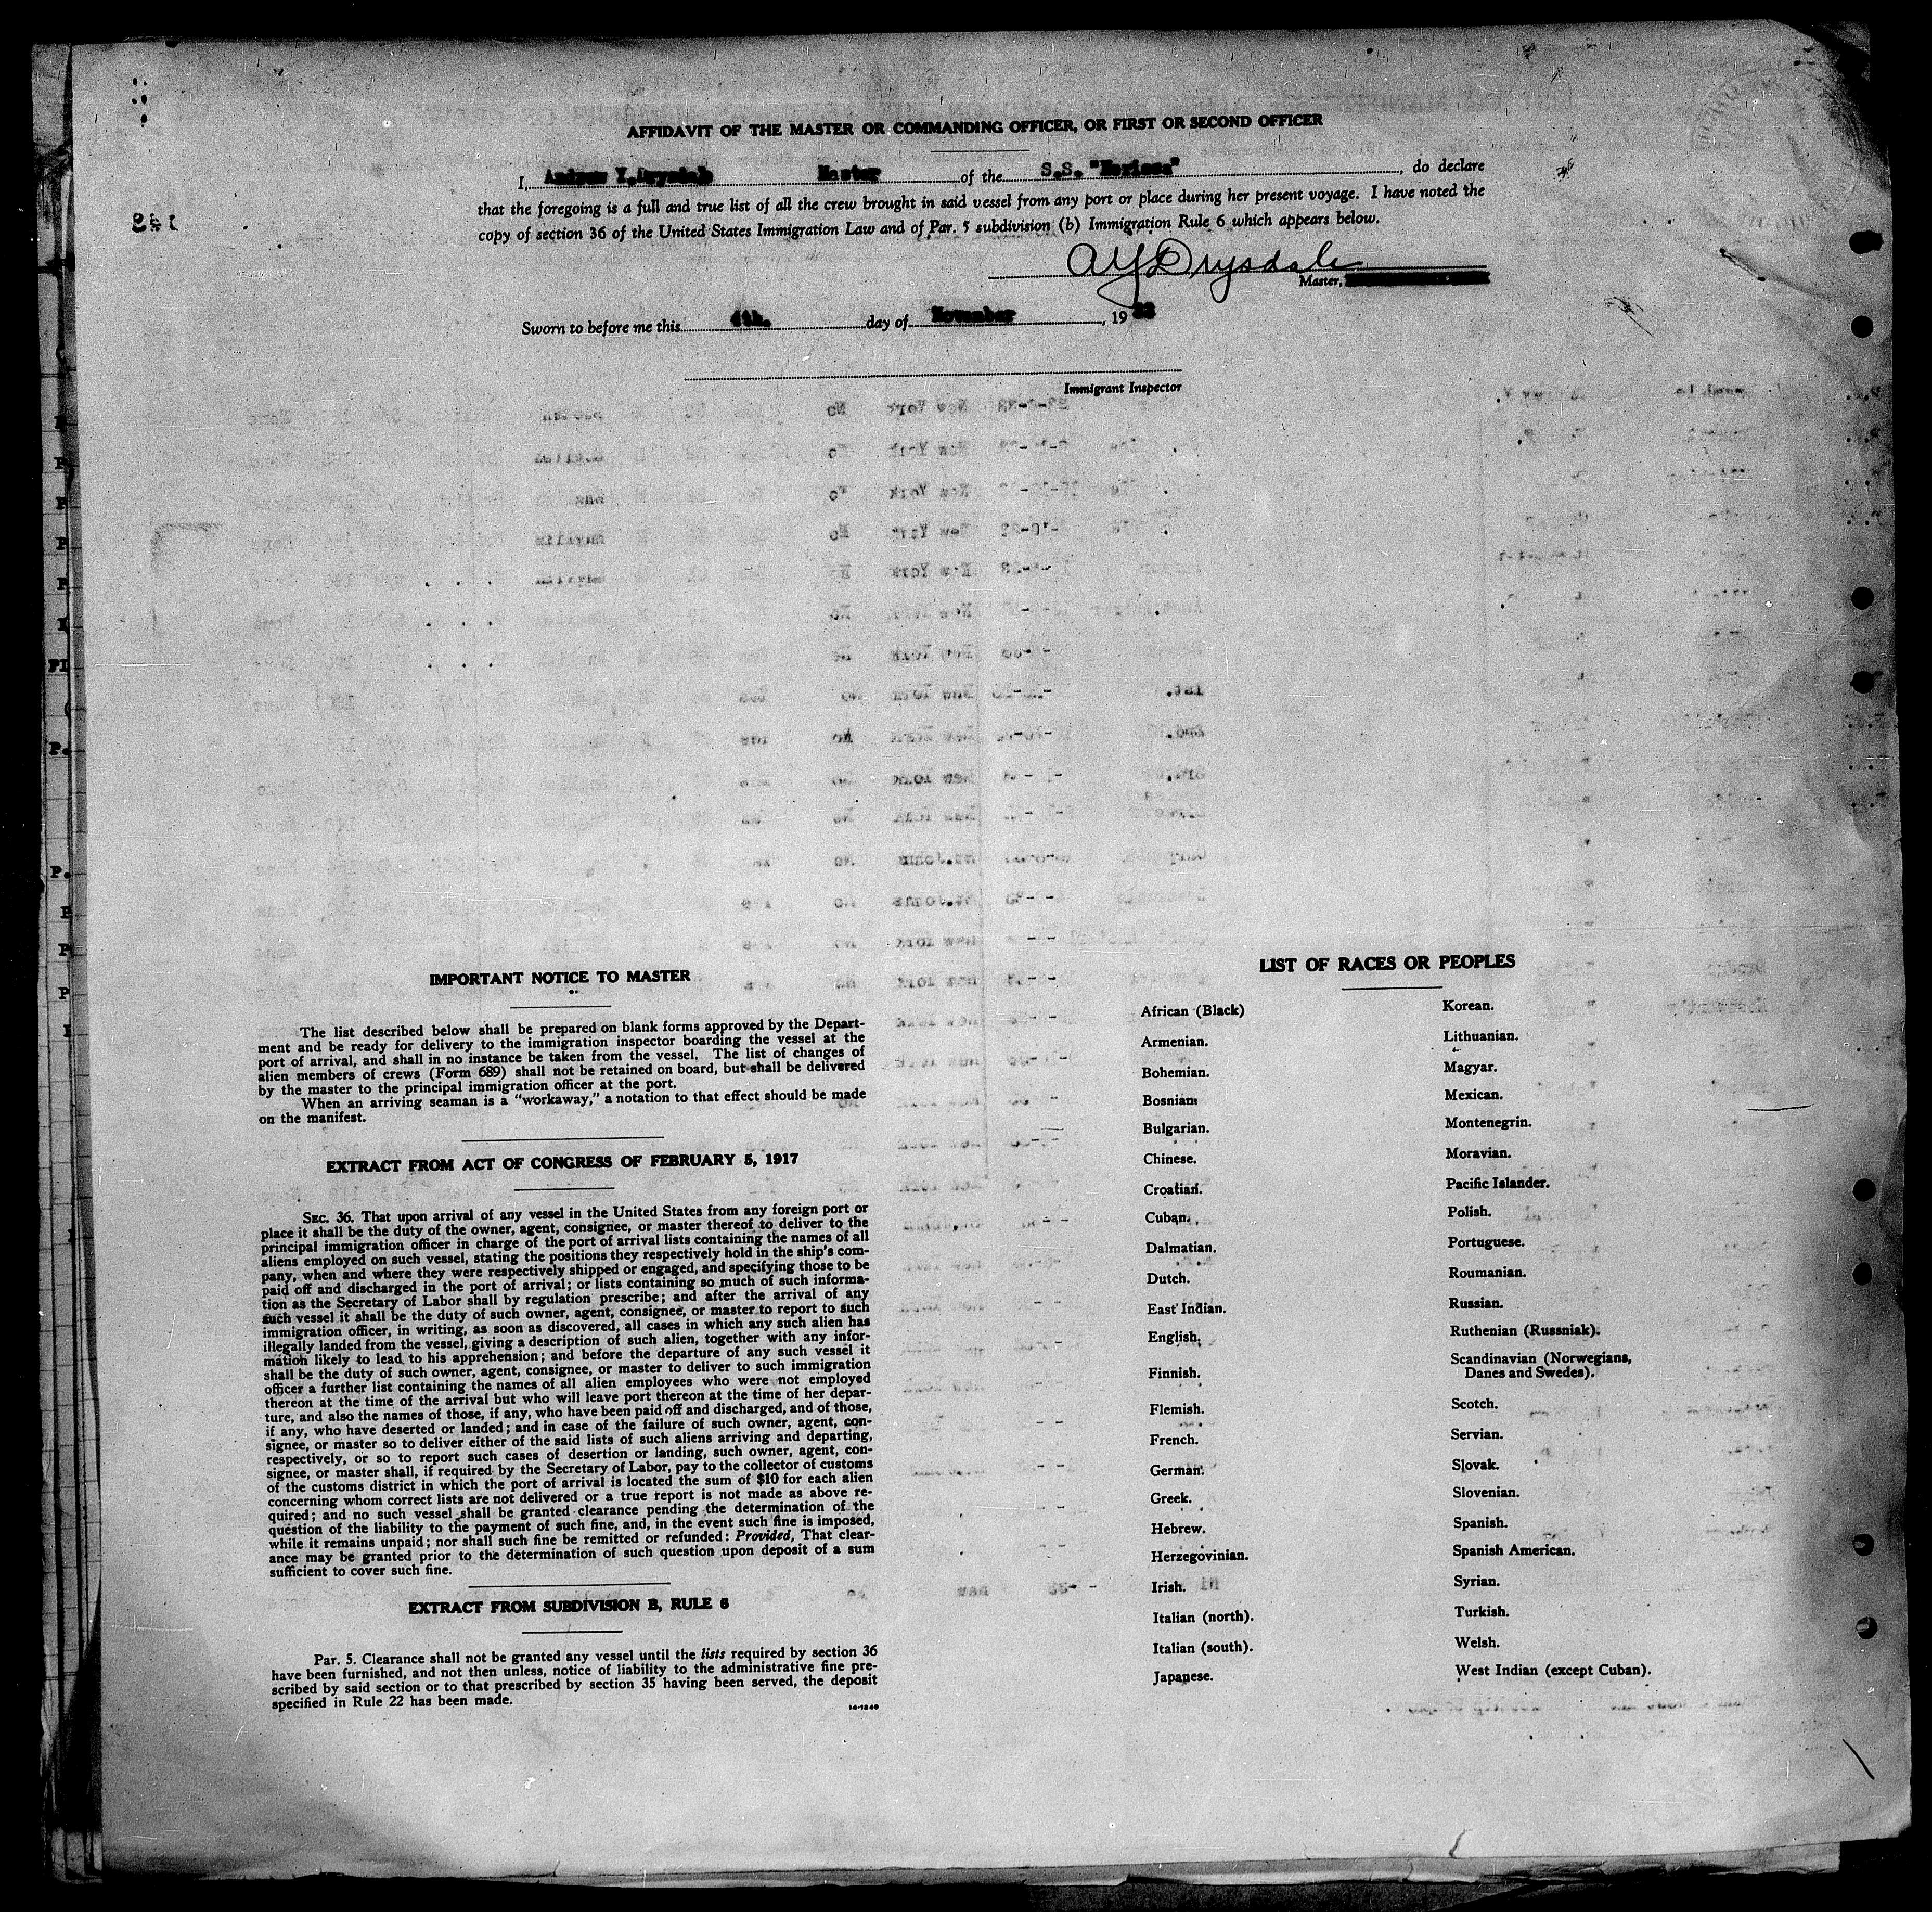 AFFIDAVIT OF THE MASTER OR COMMANDING OFFICER, OR FIRST OR SECOND OFFICER
I, Andrew Y. Drysdale Master of the S.S. "Nerissa", do declare
that the foregoing is a full and true list of all the crew brought in said vessel from any port or place during her present voyage. I have noted the
copy of section 36 of the United States Immigration Law and of Par. 5 subdivision (b) Immigration Rule 6 which appears below.
A Y Drysdale
Master,
Sworn to before me this 4th. day of November, 19
Immigrant Inspector
IMPORTANT NOTICE TO MASTER
The list described below shall be prepared on blank forms approved by the Depart-
ment and be ready for delivery to the immigration inspector boarding the vessel at the
port of arrival, and shall in no instance be taken from the vessel. The list of changes of
alien members of crews (Form 689) shall not be retained on board, but shall be delivered
by the master to the principal immigration officer at the port.
When an arriving seaman is a "workaway," a notation to that effect should be made
on the manifest.
EXTRACT FROM ACT OF CONGRESS OF FEBRUARY 5, 1917
SEC. 36. That upon arrival of any vessel in the United States from any foreign port or
place it shall be the duty of the owner, agent, consignee, or master thereof to deliver to the
principal immigration officer in charge of the port of arrival lists containing the names of all
aliens employed on such vessel, stating the positions they respectively hold in the ship's com-
pany, when and where they were respectively shipped or engaged, and specifying those to be
paid off and discharged in the port of arrival; or lists containing so much of such informa-
tion as the Secretary of Labor shall by regulation prescribe; and after the arrival of any
such vessel it shall be the duty of such owner, agent, consignee, or master to report to such
immigration officer, in writing, as soon as discovered, all cases in which any such alien has
illegally landed from the vessel, giving a description of such alien, together with any infor-
mation likely to lead to his apprehension; and before the departure of any such vessel it
shall be the duty of such owner, agent, consignee, or master to deliver to such immigration
officer a further list containing the names of all alien employees who were not employed
thereon at the time of the arrival but who will leave port thereon at the time of her depar-
ture, and also the names of those, if any, who have been paid off and discharged, and of those,
if any, who have deserted or landed; and in case of the failure of such owner, agent, con-
signee, or master so to deliver either of the said lists of such aliens arriving and departing,
respectively, or so to report such cases of desertion or landing, such owner, agent, con-
signee, or master shall, if required by the Secretary of Labor, pay to the collector of customs
of the customs district in which the port of arrival is located the sum of $10 for each alien
concerning whom correct lists are not delivered or a true report is not made as above re-
quired; and no such vessel shall be granted clearance pending the determination of the
question of the liability to the payment of such fine, and, in the event such fine is imposed,
while it remains unpaid; nor shall such fine be remitted or refunded: Provided, That clear-
ance may be granted prior to the determination of such question upon deposit of a sum
sufficient to cover such fine.
EXTRACT FROM SUBDIVISION B, RULE 6
Par. 5. Clearance shall not be granted any vessel until the lists required by section 36
have been furnished, and not then unless, notice of liability to the administrative fine pre-
scribed by said section or to that prescribed by section 35 having been served, the deposit
specified in Rule 22 has been made.
14-1240
LIST OF RACES OR PEOPLES
African (Black)
Armenian.
Bohemian.
Bosnian.
Bulgarian.
Chinese.
Croatian.
Cuban.
Dalmatian.
Dutch.
East Indian.
English.
Finnish.
Flemish.
French.
German.
Greek.
Hebrew.
Herzegovinian.
Irish.
Italian (north).
Italian (south).
Japanese.
Korean.
Lithuanian.
Magyar.
Mexican.
Montenegrin.
Moravian.
Pacific Islander.
Polish.
Portuguese.
Roumanian.
Russian.
Ruthenian (Russniak).
Scandinavian (Norwegians,
Danes and Swedes).
Scotch.
Servian.
Slovak.
Slovenian.
Spanish.
Spanish American.
Syrian.
Turkish.
Welsh.
West Indian (except Cuban).